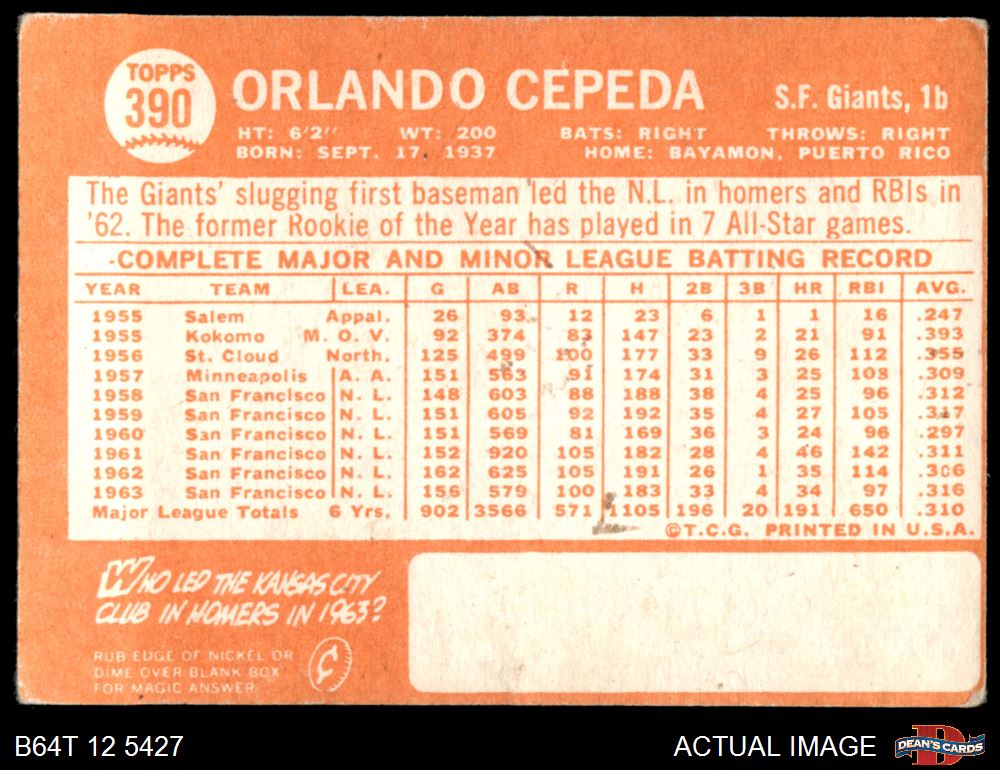 TOPPS
390
ORLANDO CEPEDA
S.F. Giants, 1b
HT: 6'2" WT: 200 BATS: RIGHT THROWS: RIGHT
BORN: SEPT. 17, 1937 HOME: BAYAMON, PUERTO RICO
The Giants' slugging first baseman led the N.L. in homers and RBIs in
'62. The former Rookie of the Year has played in 7 All-Star games.
COMPLETE MAJOR AND MINOR LEAGUE BATTING RECORD
YEAR TEAM LEA. G AB R H 2B 3B HR RBI AVG.
1955 Salem Appal. 26 93 12 23 6 1 1 16 .247
1955 Kokomo M. O. V. 92 374 83 147 23 2 21 91 .393
1956 St. Cloud North. 125 499 100 177 33 9 26 112 .355
1957 Minneapolis A. A. 151 563 91 174 31 3 25 108 .309
1958 San Francisco N. L. 148 603 88 188 38 4 25 96 .312
1959 San Francisco N. L. 151 605 92 192 35 4 27 105 .317
1960 San Francisco N. L. 151 569 81 169 36 3 24 96 .297
1961 San Francisco N. L. 152 920 105 182 28 4 46 142 .311
1962 San Francisco N. L. 162 625 105 191 26 1 35 114 .306
1963 San Francisco N. L. 156 579 100 183 33 4 34 97 .316
Major League Totals 6 Yrs. 902 3566 571 1105 196 20 191 650 .310
©T.C.G. PRINTED IN U.S.A.
WHO LED THE KANSAS CITY
CLUB IN HOMERS IN 1963?
RUB EDGE OF NICKEL OR
DIME OVER BLANK BOX
FOR MAGIC ANSWER
B64T 12 5427
ACTUAL IMAGE
DEAN'S CARDS